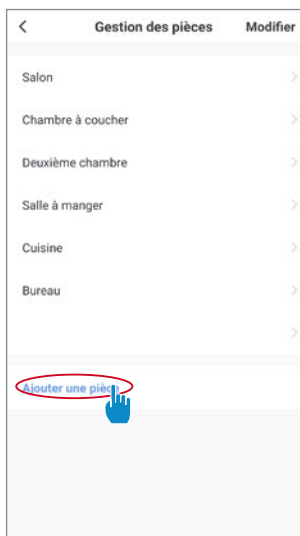 Gestion des pièces Modifier
Salon
Chambre à coucher
Deuxième chambre
Salle à manger
Cuisine
Bureau
Ajouter une pièce